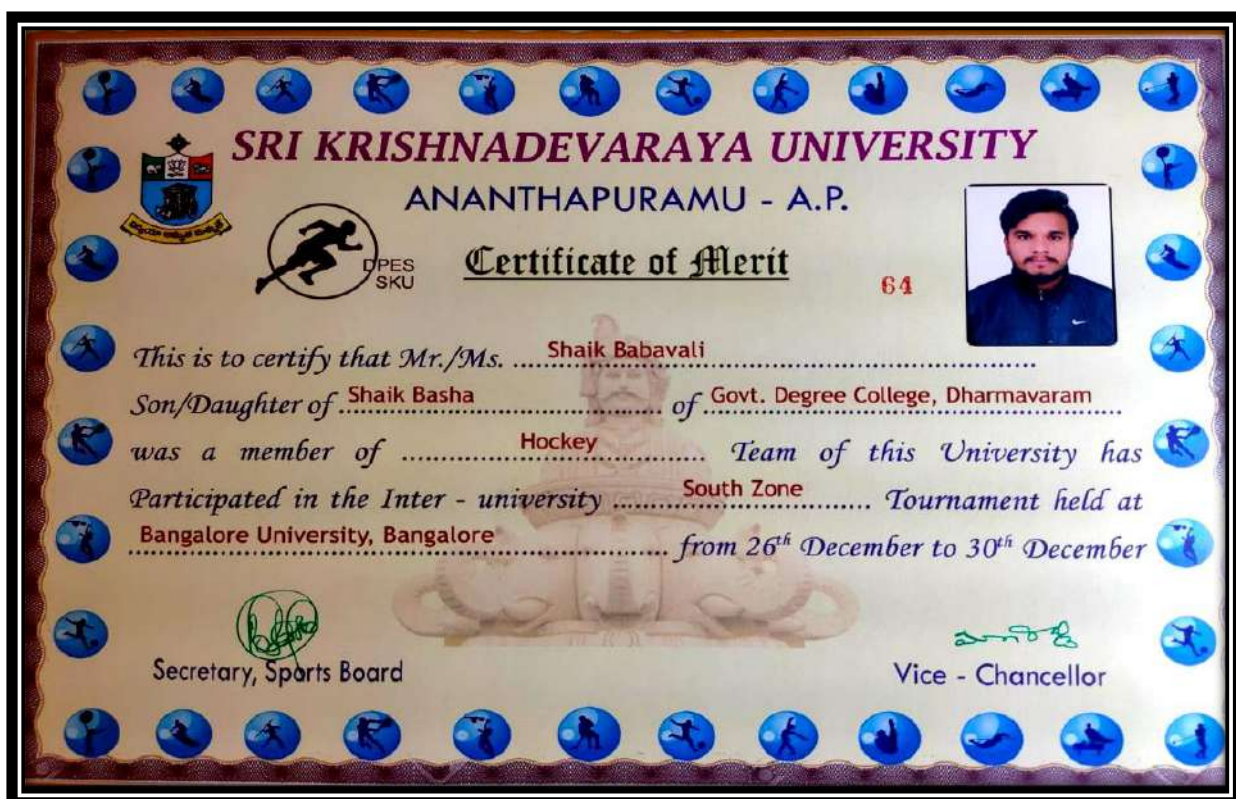 SRI KRISHNADEVARAYA UNIVERSITY
ANANTHAPURAMU - A.P.
DPES
SKU
Certificate of Merit
64
This is to certify that Mr./Ms. Shaik Babavali
Son/Daughter of Shaik Basha of Govt. Degree College, Dharmavaram
was a member of Hockey Team of this University has
Participated in the Inter - university South Zone Tournament held at
Bangalore University, Bangalore from 26th December to 30th December
Secretary, Sports Board
Vice - Chancellor